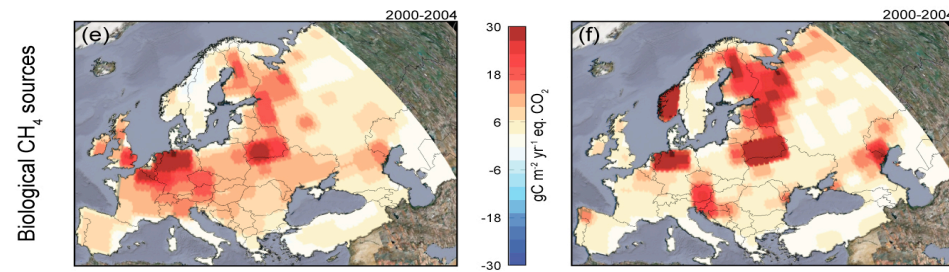 2000-2004
2000-2004
(e)
(f)
Biological CH₄ sources
30
18
6
-6
-18
-30
gC m⁻² yr⁻¹ eq. CO₂